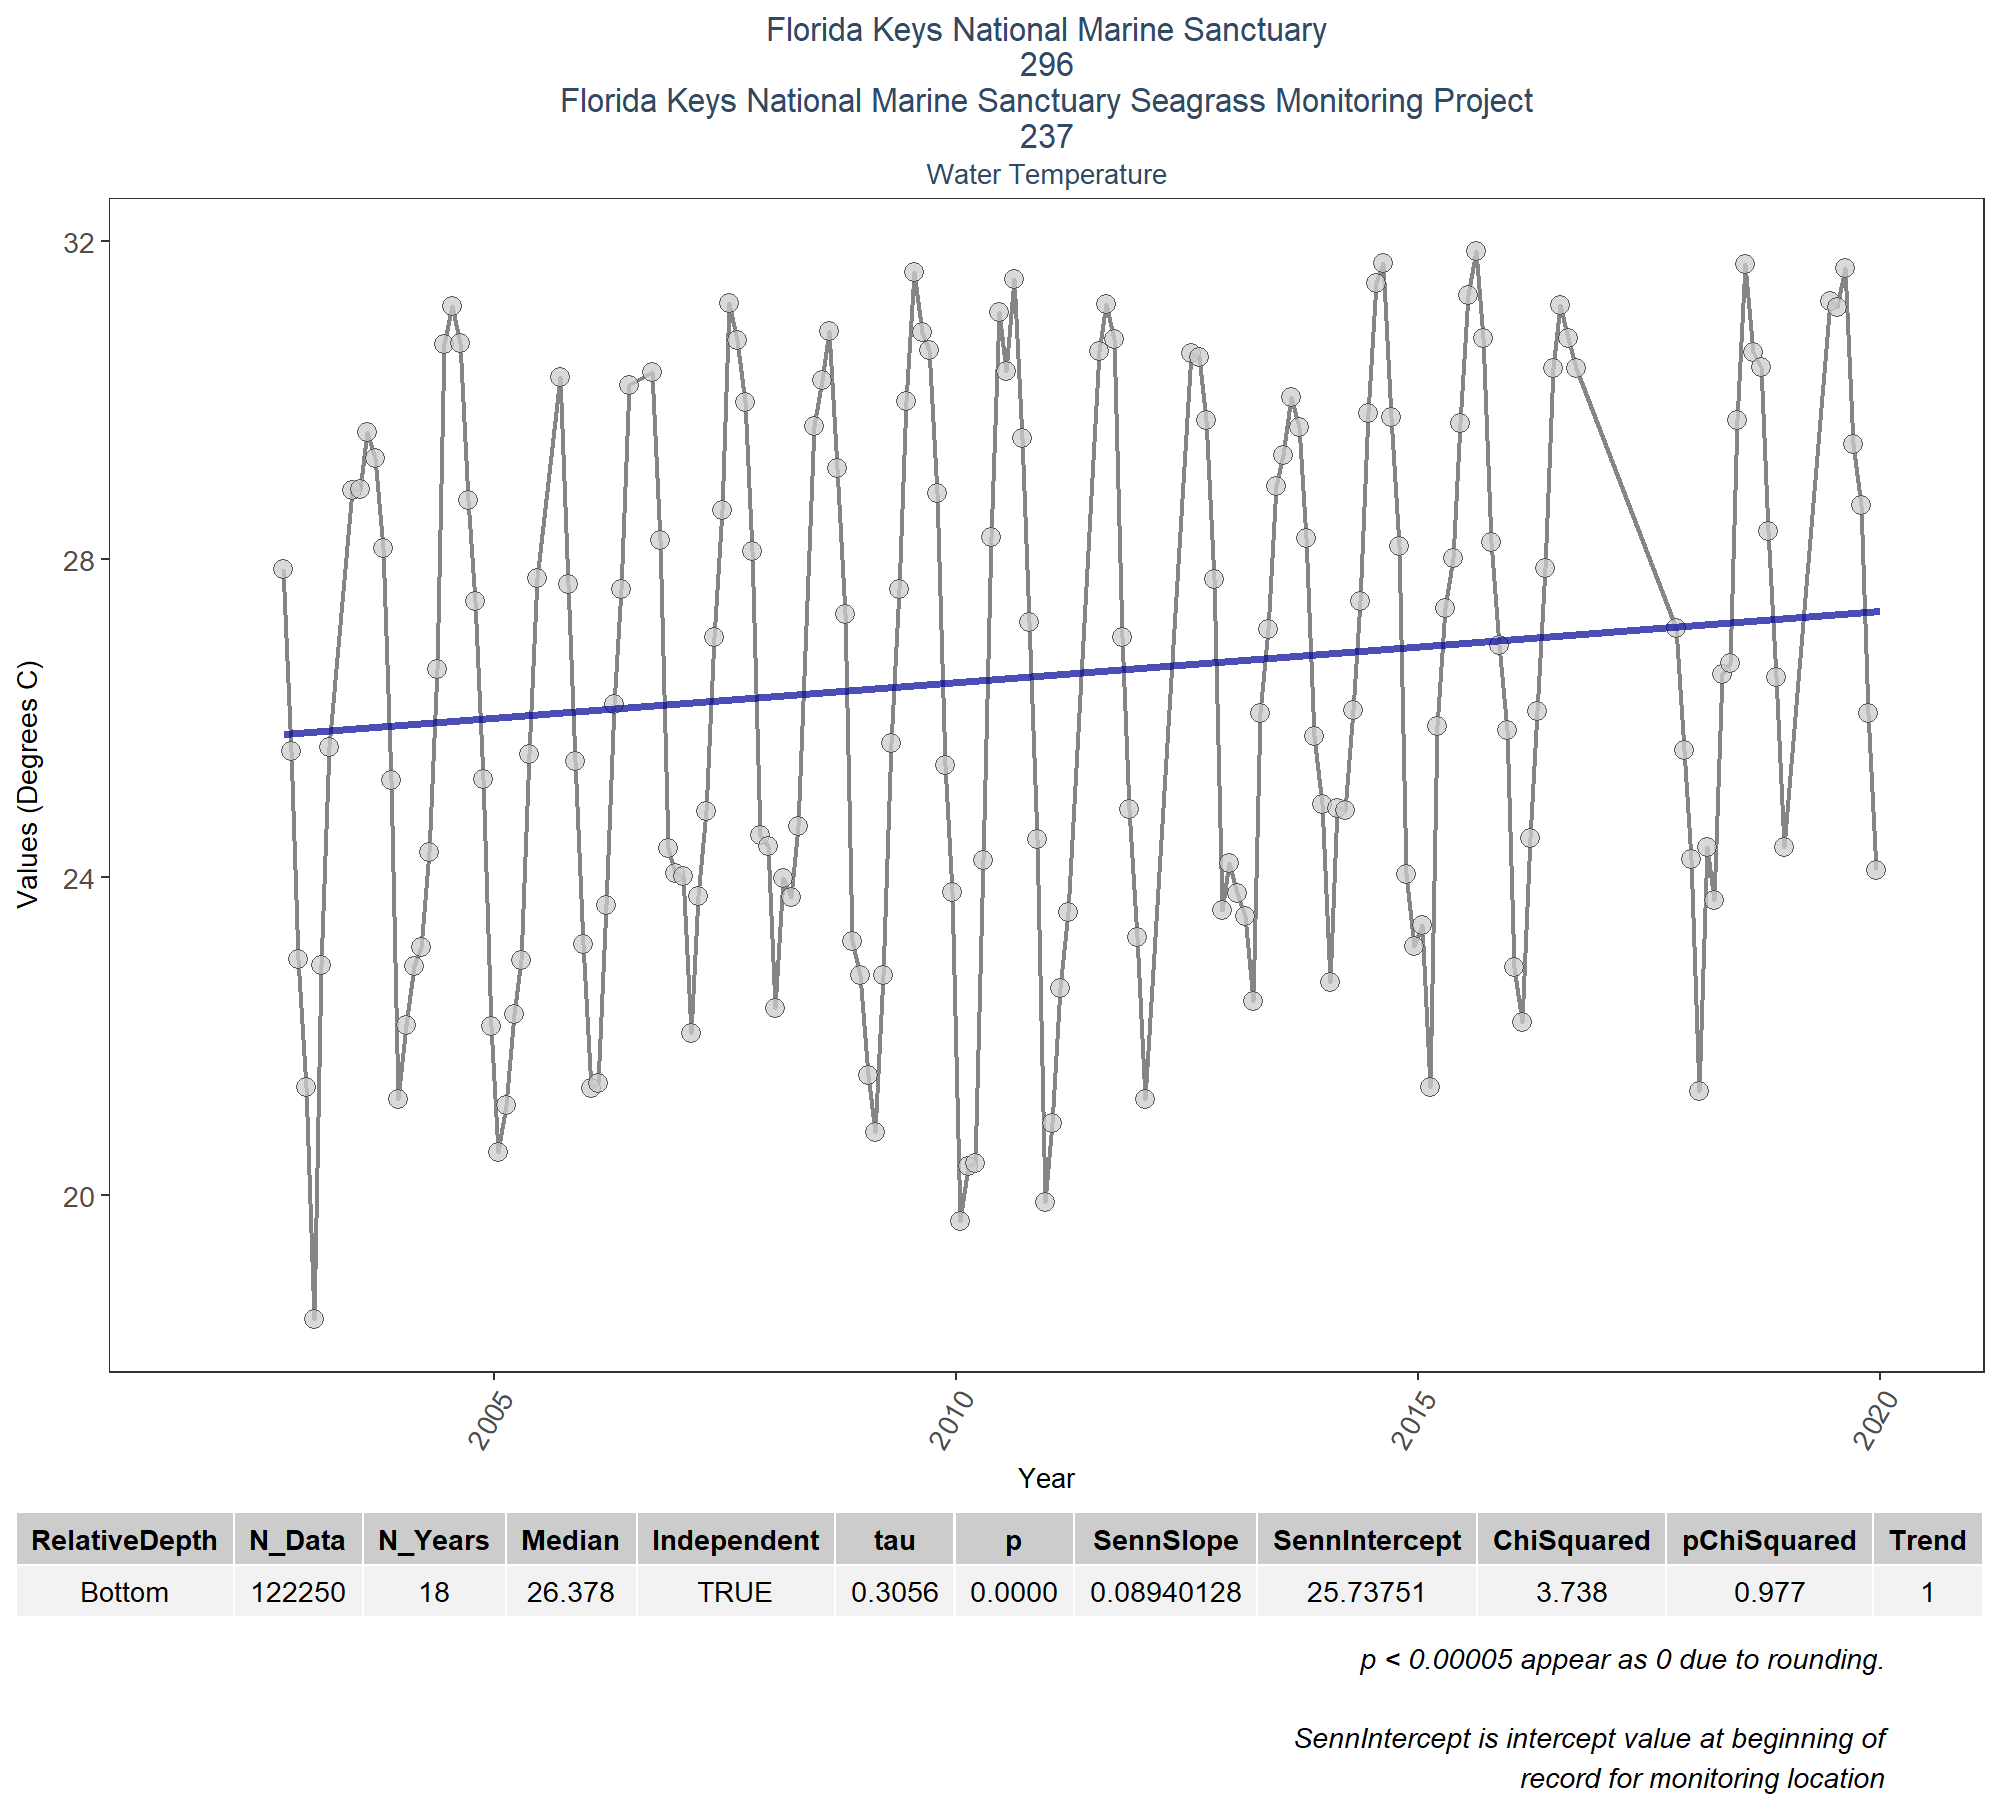 Florida Keys National Marine Sanctuary
296
Florida Keys National Marine Sanctuary Seagrass Monitoring Project
237
Water Temperature
Values (Degrees C)
32
28
24
20
2005
2010
2015
2020
Year
RelativeDepth N_Data N_Years Median Independent tau p SennSlope SennIntercept ChiSquared pChiSquared Trend
Bottom 122250 18 26.378 TRUE 0.3056 0.0000 0.08940128 25.73751 3.738 0.977 1
p < 0.00005 appear as 0 due to rounding.
SennIntercept is intercept value at beginning of
record for monitoring location